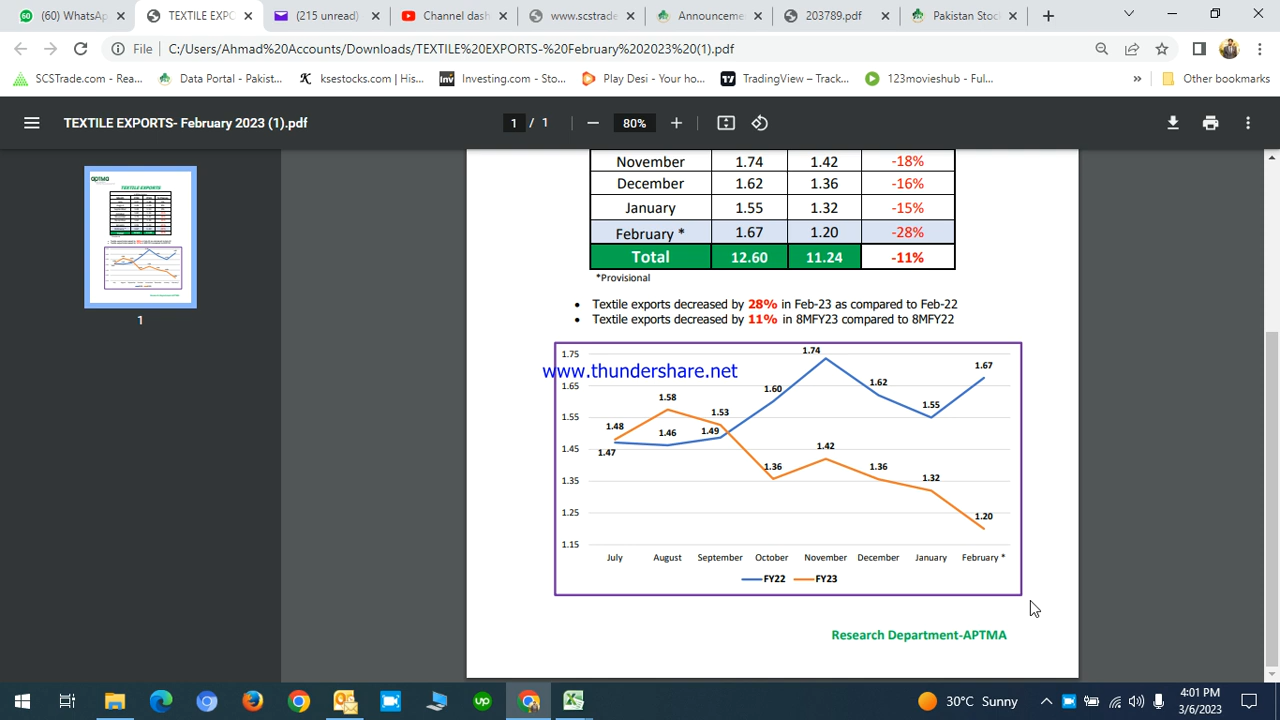 (60) WhatsAp
TEXTILE EXPC
(215 unread)
Channel dash
www.scstrade
Announceme
203789.pdf
Pakistan Stoc
File
C:/Users/Ahmad%20Accounts/Downloads/TEXTILE%20EXPORTS-%20February%202023%20(1).pdf
SCSTrade.com - Rea...
Data Portal - Pakist...
ksestocks.com | His...
Investing.com - Sto...
Play Desi - Your ho...
TradingView – Track...
123movieshub - Ful...
»
Other bookmarks
TEXTILE EXPORTS- February 2023 (1).pdf
1 / 1
80%
November 1.74 1.42 -18%
December 1.62 1.36 -16%
January 1.55 1.32 -15%
February * 1.67 1.20 -28%
Total 12.60 11.24 -11%
*Provisional
• Textile exports decreased by 28% in Feb-23 as compared to Feb-22
• Textile exports decreased by 11% in 8MFY23 compared to 8MFY22
www.thundershare.net
1.75
1.65
1.55
1.45
1.35
1.25
1.15
1.47 1.46 1.49 1.60 1.74 1.62 1.55 1.67
1.48 1.58 1.53 1.36 1.42 1.36 1.32 1.20
July August September October November December January February *
FY22 FY23
Research Department-APTMA
aptma
TEXTILE EXPORTS
1
30°C Sunny
4:01 PM
3/6/2023